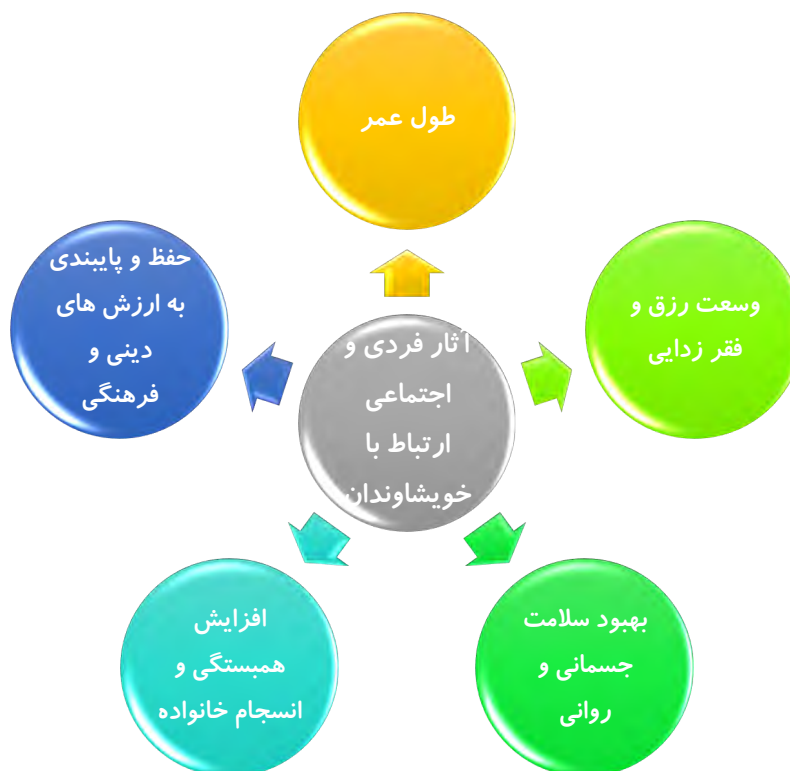 طول عمر
وسعت رزق و
فقر زدایی
بهبود سلامت
جسمانی و
روانی
افزایش
همبستگی و
انسجام خانواده
حفظ و پایبندی
به ارزش های
دینی و
فرهنگی
آثار فردی و
اجتماعی
ارتباط با
خویشاوندان